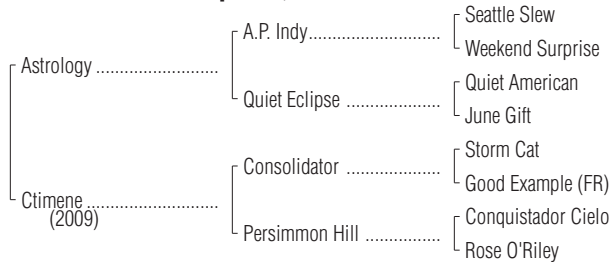 Seattle Slew
A.P. Indy
Weekend Surprise
Astrology
Quiet American
Quiet Eclipse
June Gift
Storm Cat
Consolidator
Good Example (FR)
Ctimene
(2009)
Conquistador Cielo
Persimmon Hill
Rose O'Riley